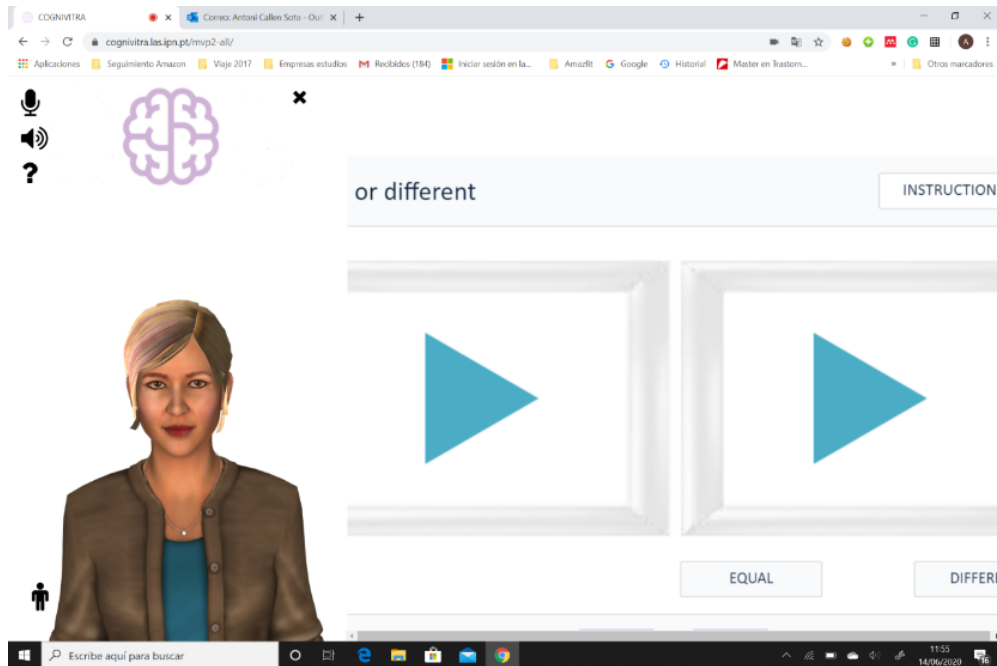 COGNIVITRA
Correo: Antoni Callen Soto - Out
cognivitra.las.ipn.pt/mvp2-all/
Aplicaciones Seguimiento Amazon Viaje 2017 Empresas estudios Recibidos (184) Iniciar sesión en la... Amazfit Google Historial Master en Trastorn... » Otros marcadores
?
or different
INSTRUCTION
EQUAL
DIFFERE
Escribe aquí para buscar
11:55
14/06/2020
16